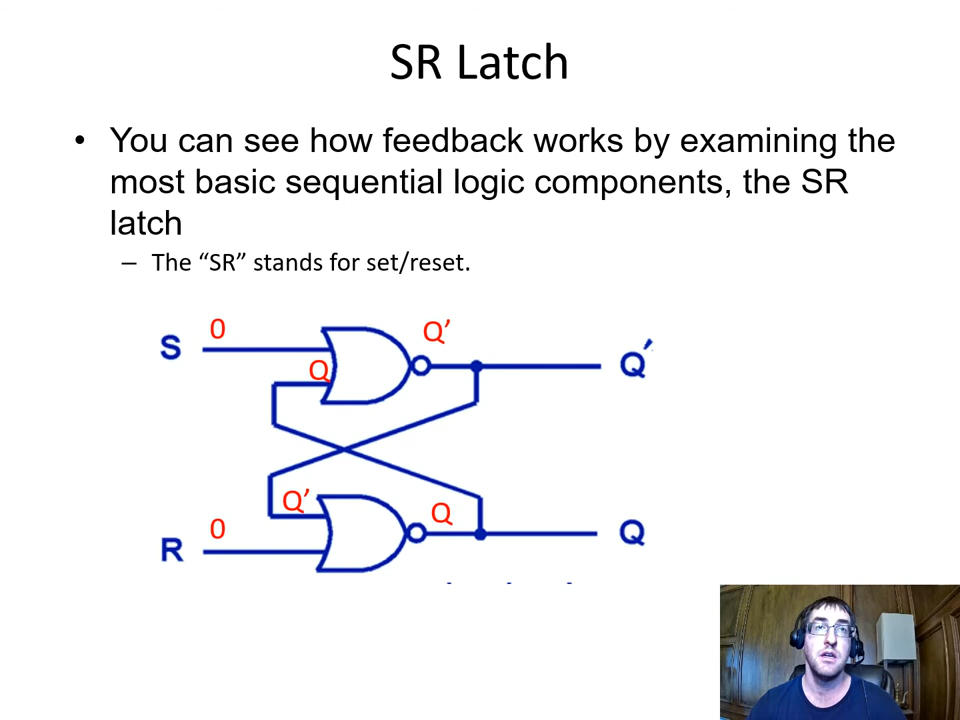 SR Latch
• You can see how feedback works by examining the
most basic sequential logic components, the SR
latch
– The “SR” stands for set/reset.
0
Q’
S
Q
Q′
Q’
Q
0
Q
R